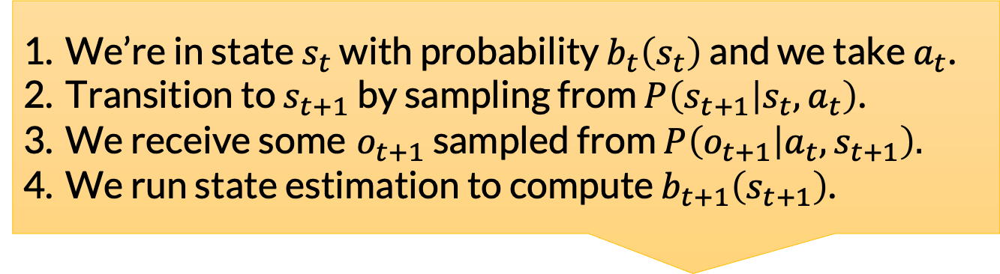 1. We're in state $s_t$ with probability $b_t(s_t)$ and we take $a_t$.
2. Transition to $s_{t+1}$ by sampling from $P(s_{t+1}|s_t, a_t)$.
3. We receive some $o_{t+1}$ sampled from $P(o_{t+1}|a_t, s_{t+1})$.
4. We run state estimation to compute $b_{t+1}(s_{t+1})$.